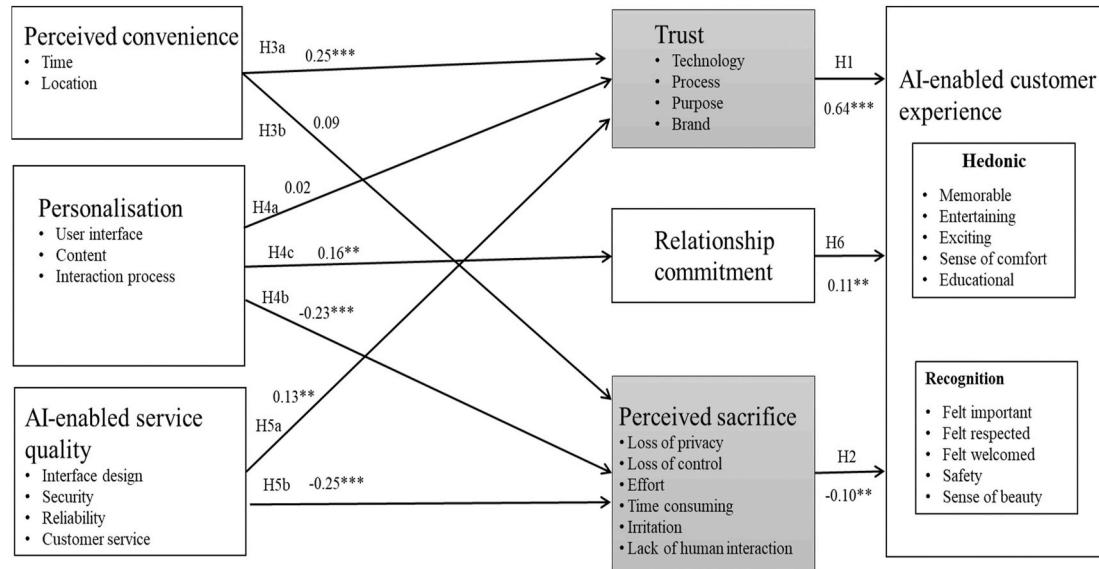 Perceived convenience
• Time
• Location
H3a
0.25***
H3b
0.09
Personalisation
• User interface
• Content
• Interaction process
0.02
H4a
H4c
0.16**
H4b
-0.23***
AI-enabled service
quality
• Interface design
• Security
• Reliability
• Customer service
0.13**
H5a
H5b
-0.25***
Trust
• Technology
• Process
• Purpose
• Brand
H1
0.64***
Relationship
commitment
H6
0.11**
Perceived sacrifice
• Loss of privacy
• Loss of control
• Effort
• Time consuming
• Irritation
• Lack of human interaction
H2
-0.10**
AI-enabled customer
experience
Hedonic
• Memorable
• Entertaining
• Exciting
• Sense of comfort
• Educational
Recognition
• Felt important
• Felt respected
• Felt welcomed
• Safety
• Sense of beauty